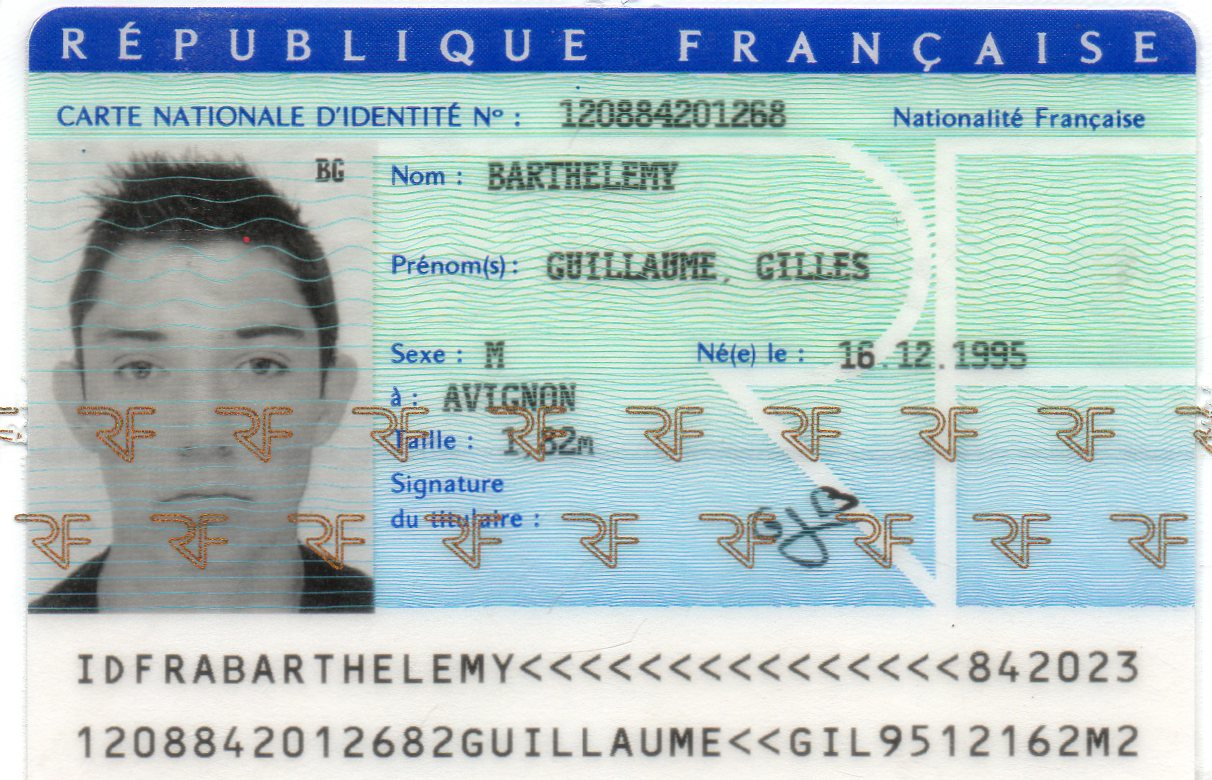 RÉPUBLIQUE FRANÇAISE
CARTE NATIONALE D'IDENTITÉ Nº : 120884201268 Nationalité Française
BG
Nom : BARTHELEMY
Prénom(s) : GUILLAUME, GILLES
Sexe : M Né(e) le : 16.12.1995
à : AVIGNON
Taille : 1,82m
Signature
du titulaire :
RF RF RF RF RF RF RF RF
RF RF RF RF RF RF RF RF RF
IDFRABARTHELEMY<<<<<<<<<<<<<<<842023
1208842012682GUILLAUME<<GIL9512162M2